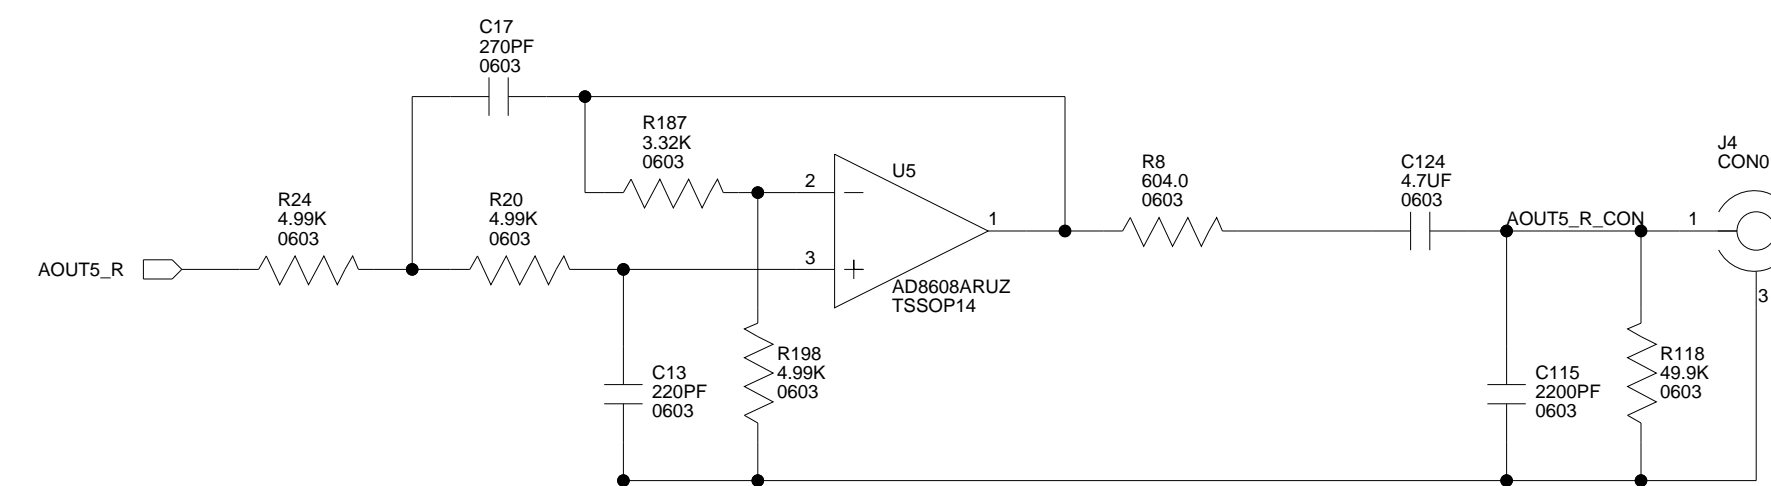 C17
270PF
0603
R187
3.32K
0603
J4
CON0
U5
2
R8
604.0
0603
C124
4.7UF
0603
R24
4.99K
0603
R20
4.99K
0603
1
AOUT5_R_CON
1
AOUT5_R
3
AD8608ARUZ
TSSOP14
3
C13
220PF
0603
R198
4.99K
0603
C115
2200PF
0603
R118
49.9K
0603